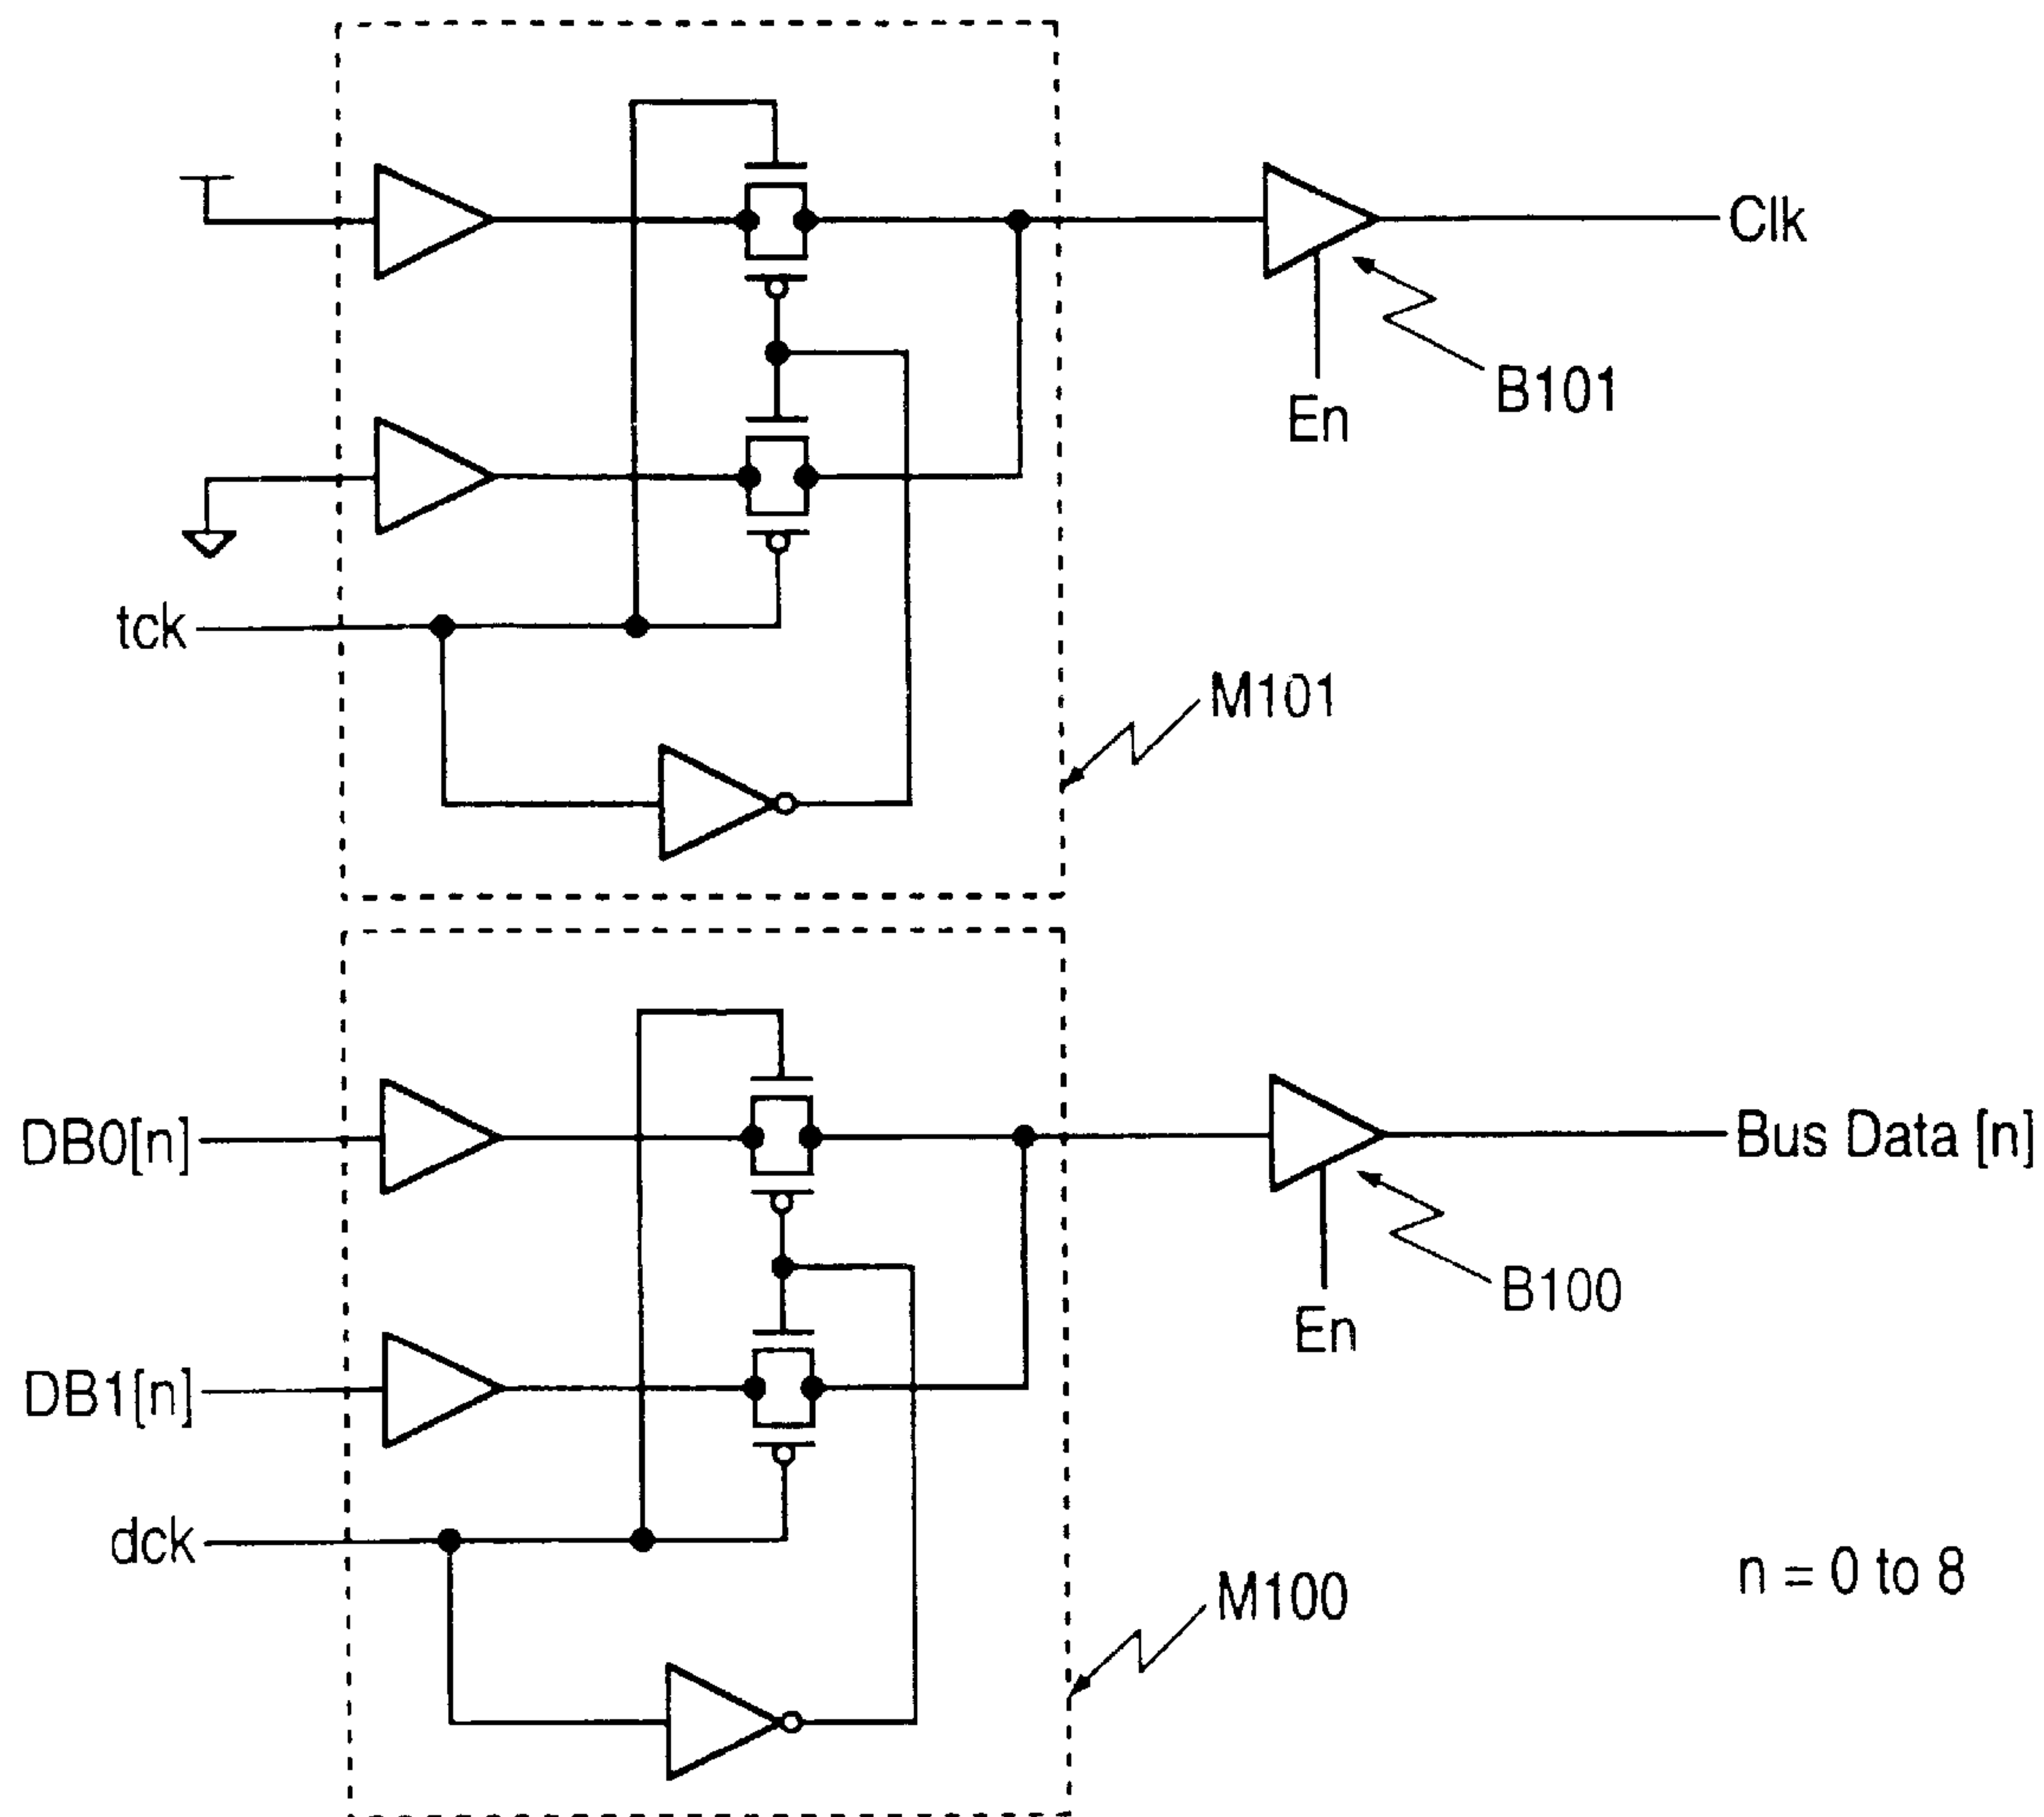 Clk
B101
En
tck
M101
DB0[n]
Bus Data [n]
B100
En
DB1[n]
dck
n = 0 to 8
M100